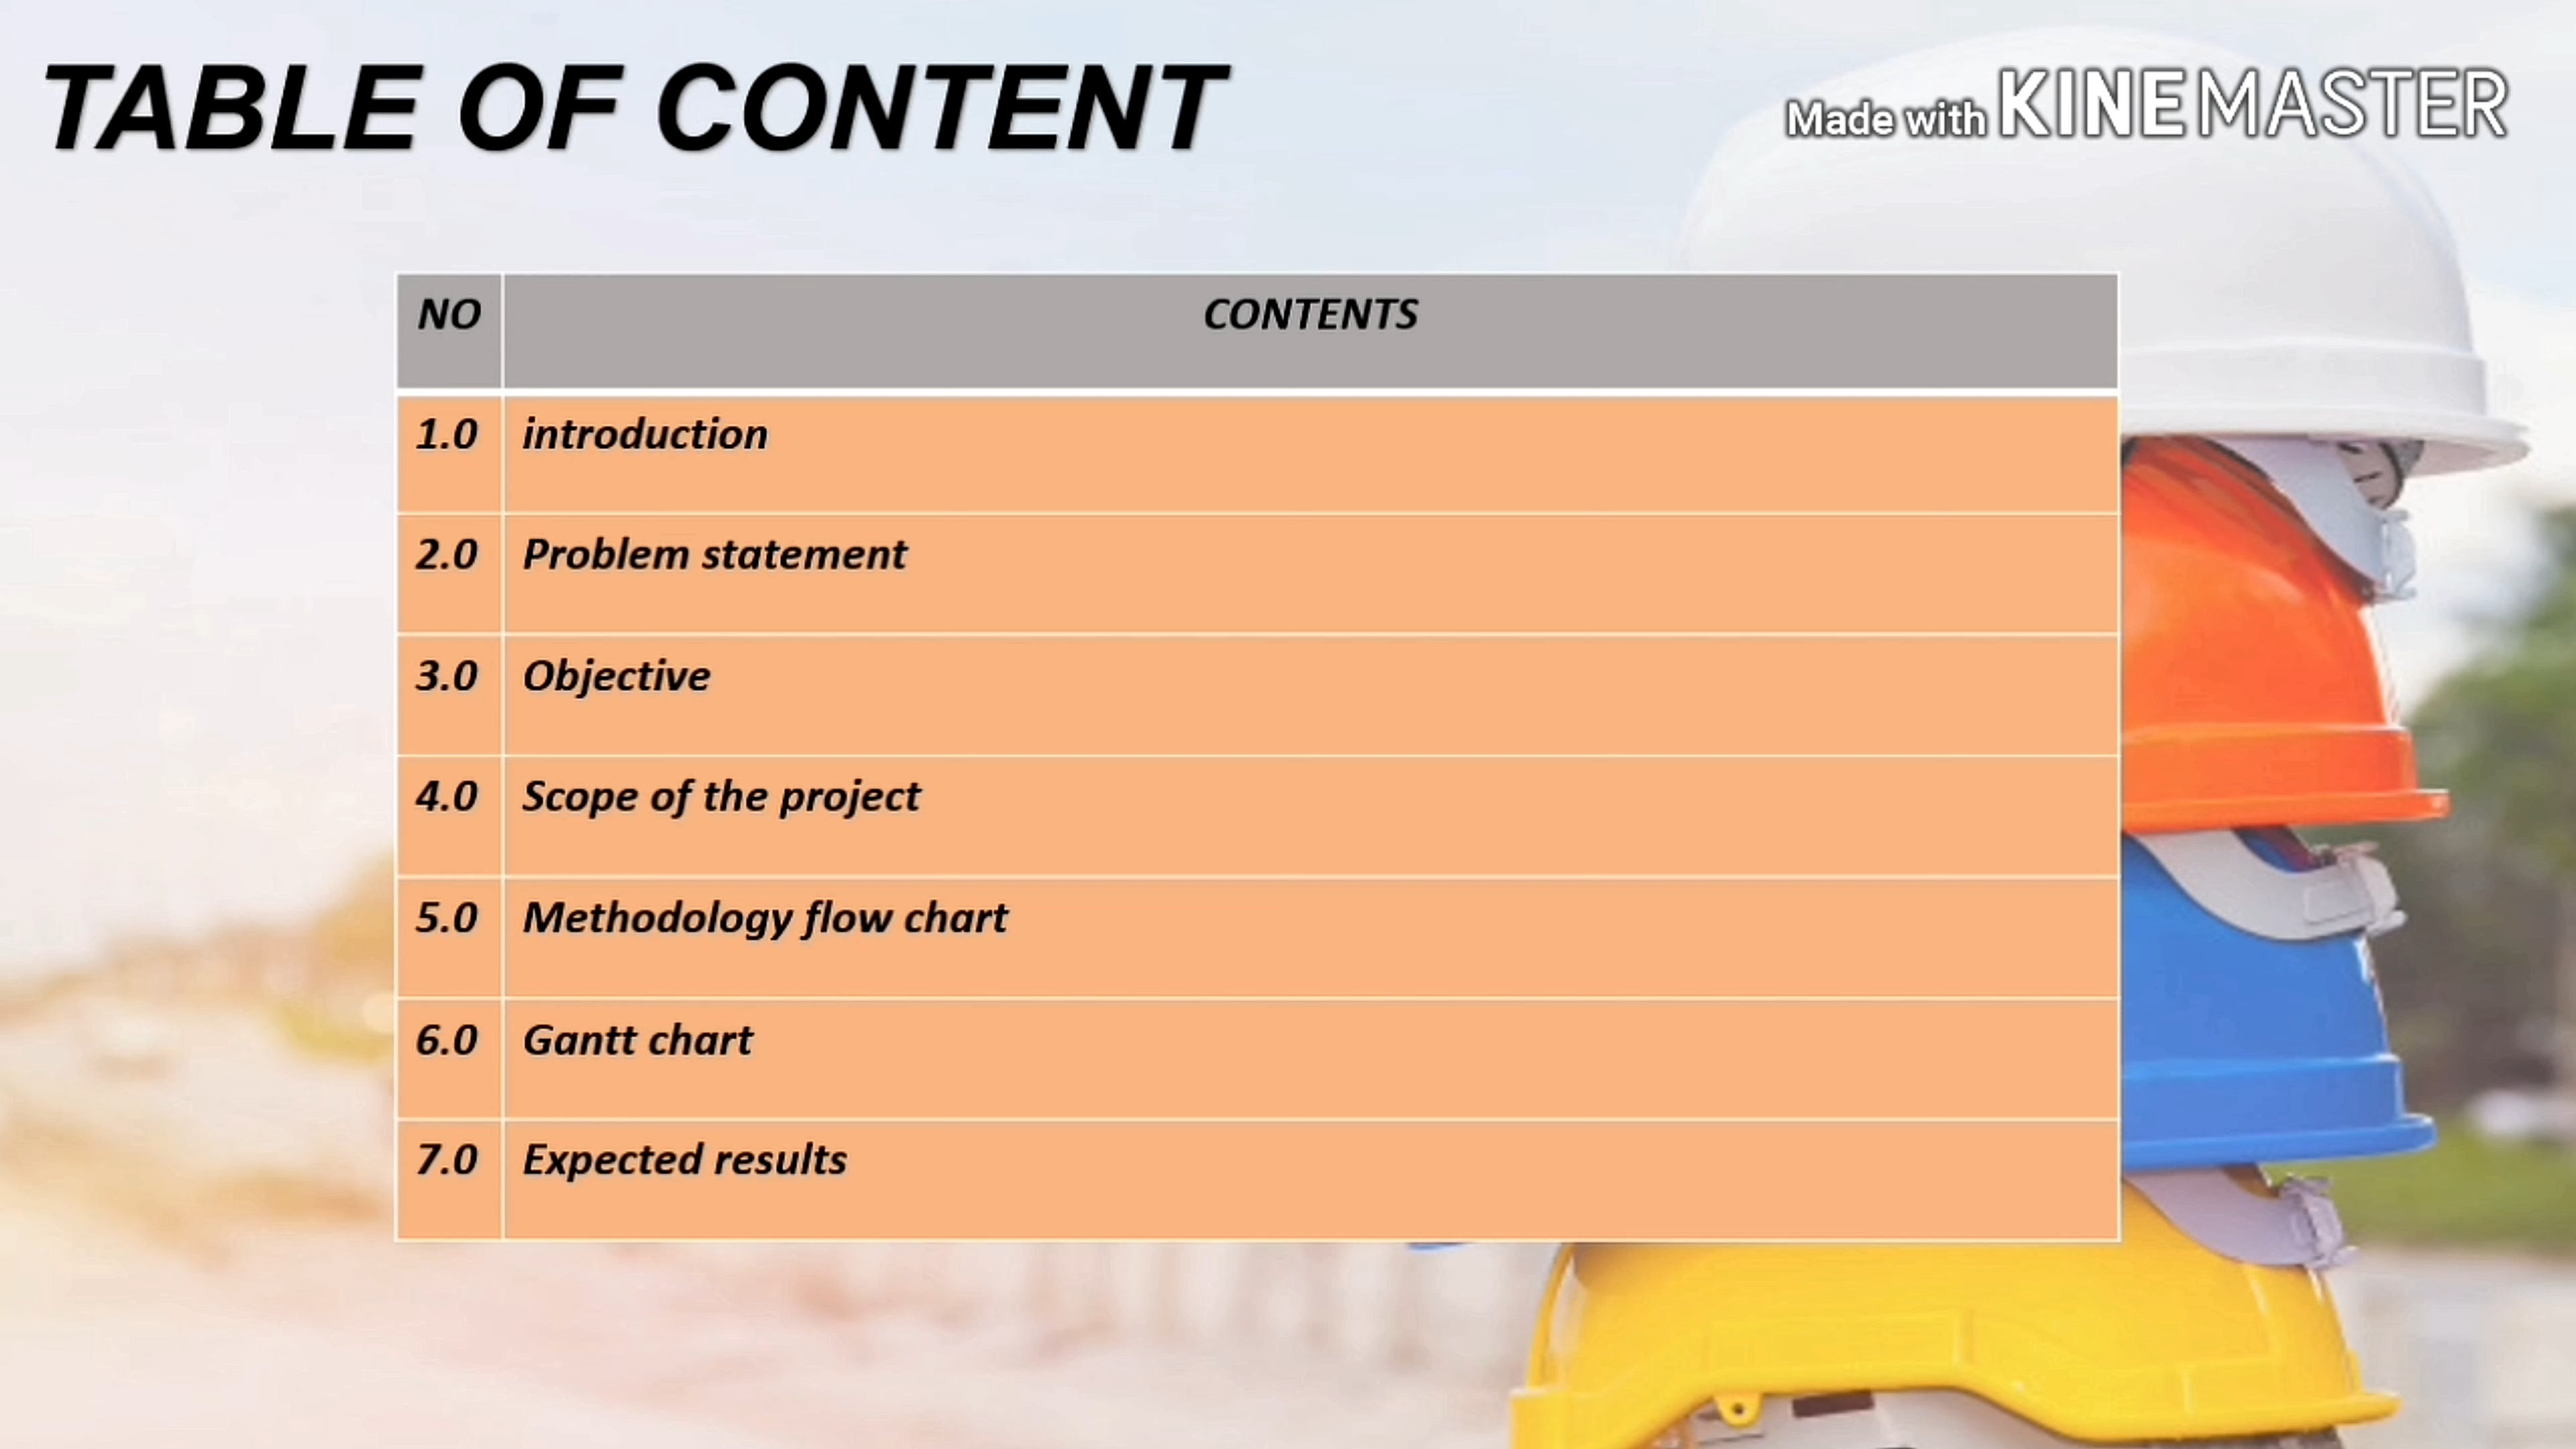 TABLE OF CONTENT
Made with KINEMASTER
NO CONTENTS
1.0 introduction
2.0 Problem statement
3.0 Objective
4.0 Scope of the project
5.0 Methodology flow chart
6.0 Gantt chart
7.0 Expected results